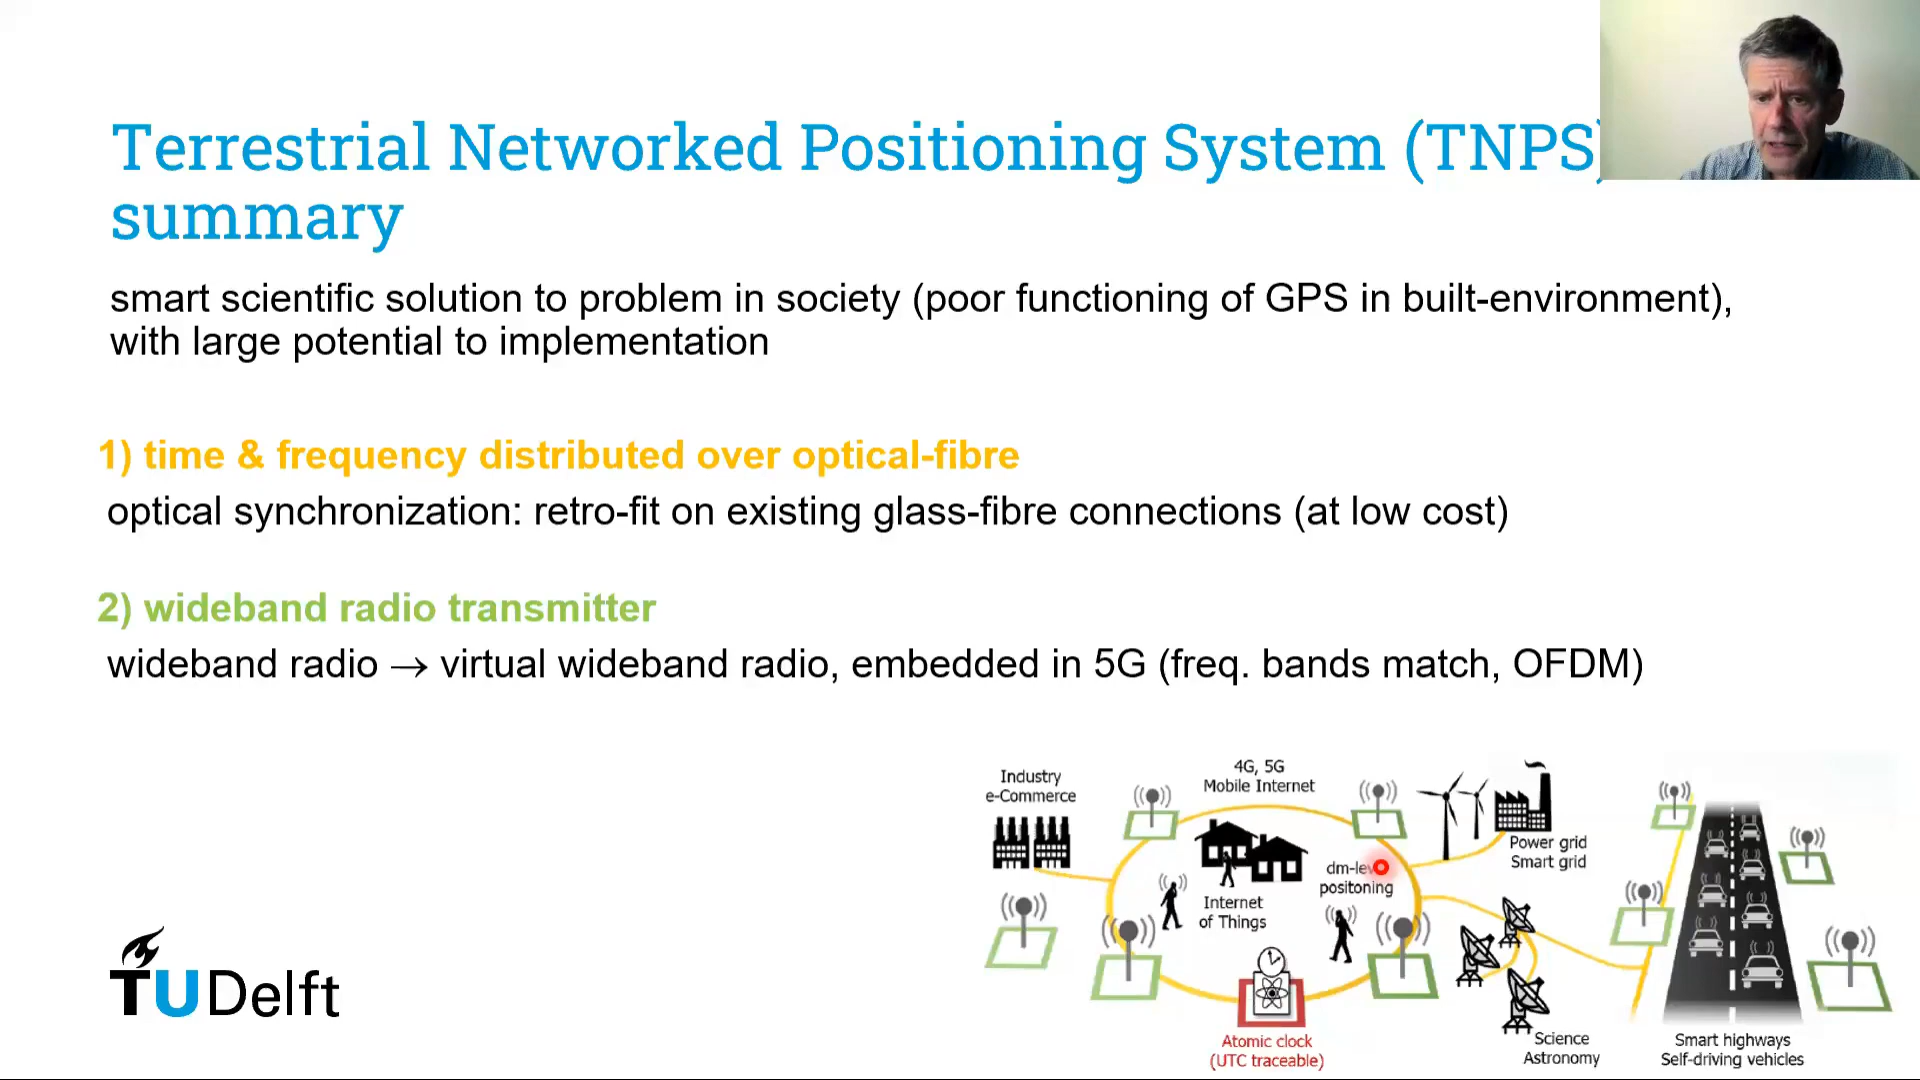 Terrestrial Networked Positioning System (TNPS)
summary
smart scientific solution to problem in society (poor functioning of GPS in built-environment),
with large potential to implementation
1) time & frequency distributed over optical-fibre
optical synchronization: retro-fit on existing glass-fibre connections (at low cost)
2) wideband radio transmitter
wideband radio → virtual wideband radio, embedded in 5G (freq. bands match, OFDM)
Industry
e-Commerce
4G, 5G
Mobile Internet
Power grid
Smart grid
dm-level
positoning
Internet
of Things
Atomic clock
(UTC traceable)
Science
Astronomy
Smart highways
Self-driving vehicles
TUDelft